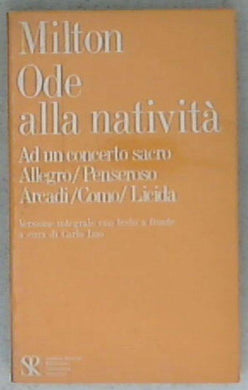 Milton
Ode
alla natività
Ad un concerto sacro
Allegro/Penseroso
Arcadi/Como/Licida
Versione integrale con testo a fronte
a cura di Carlo Izzo